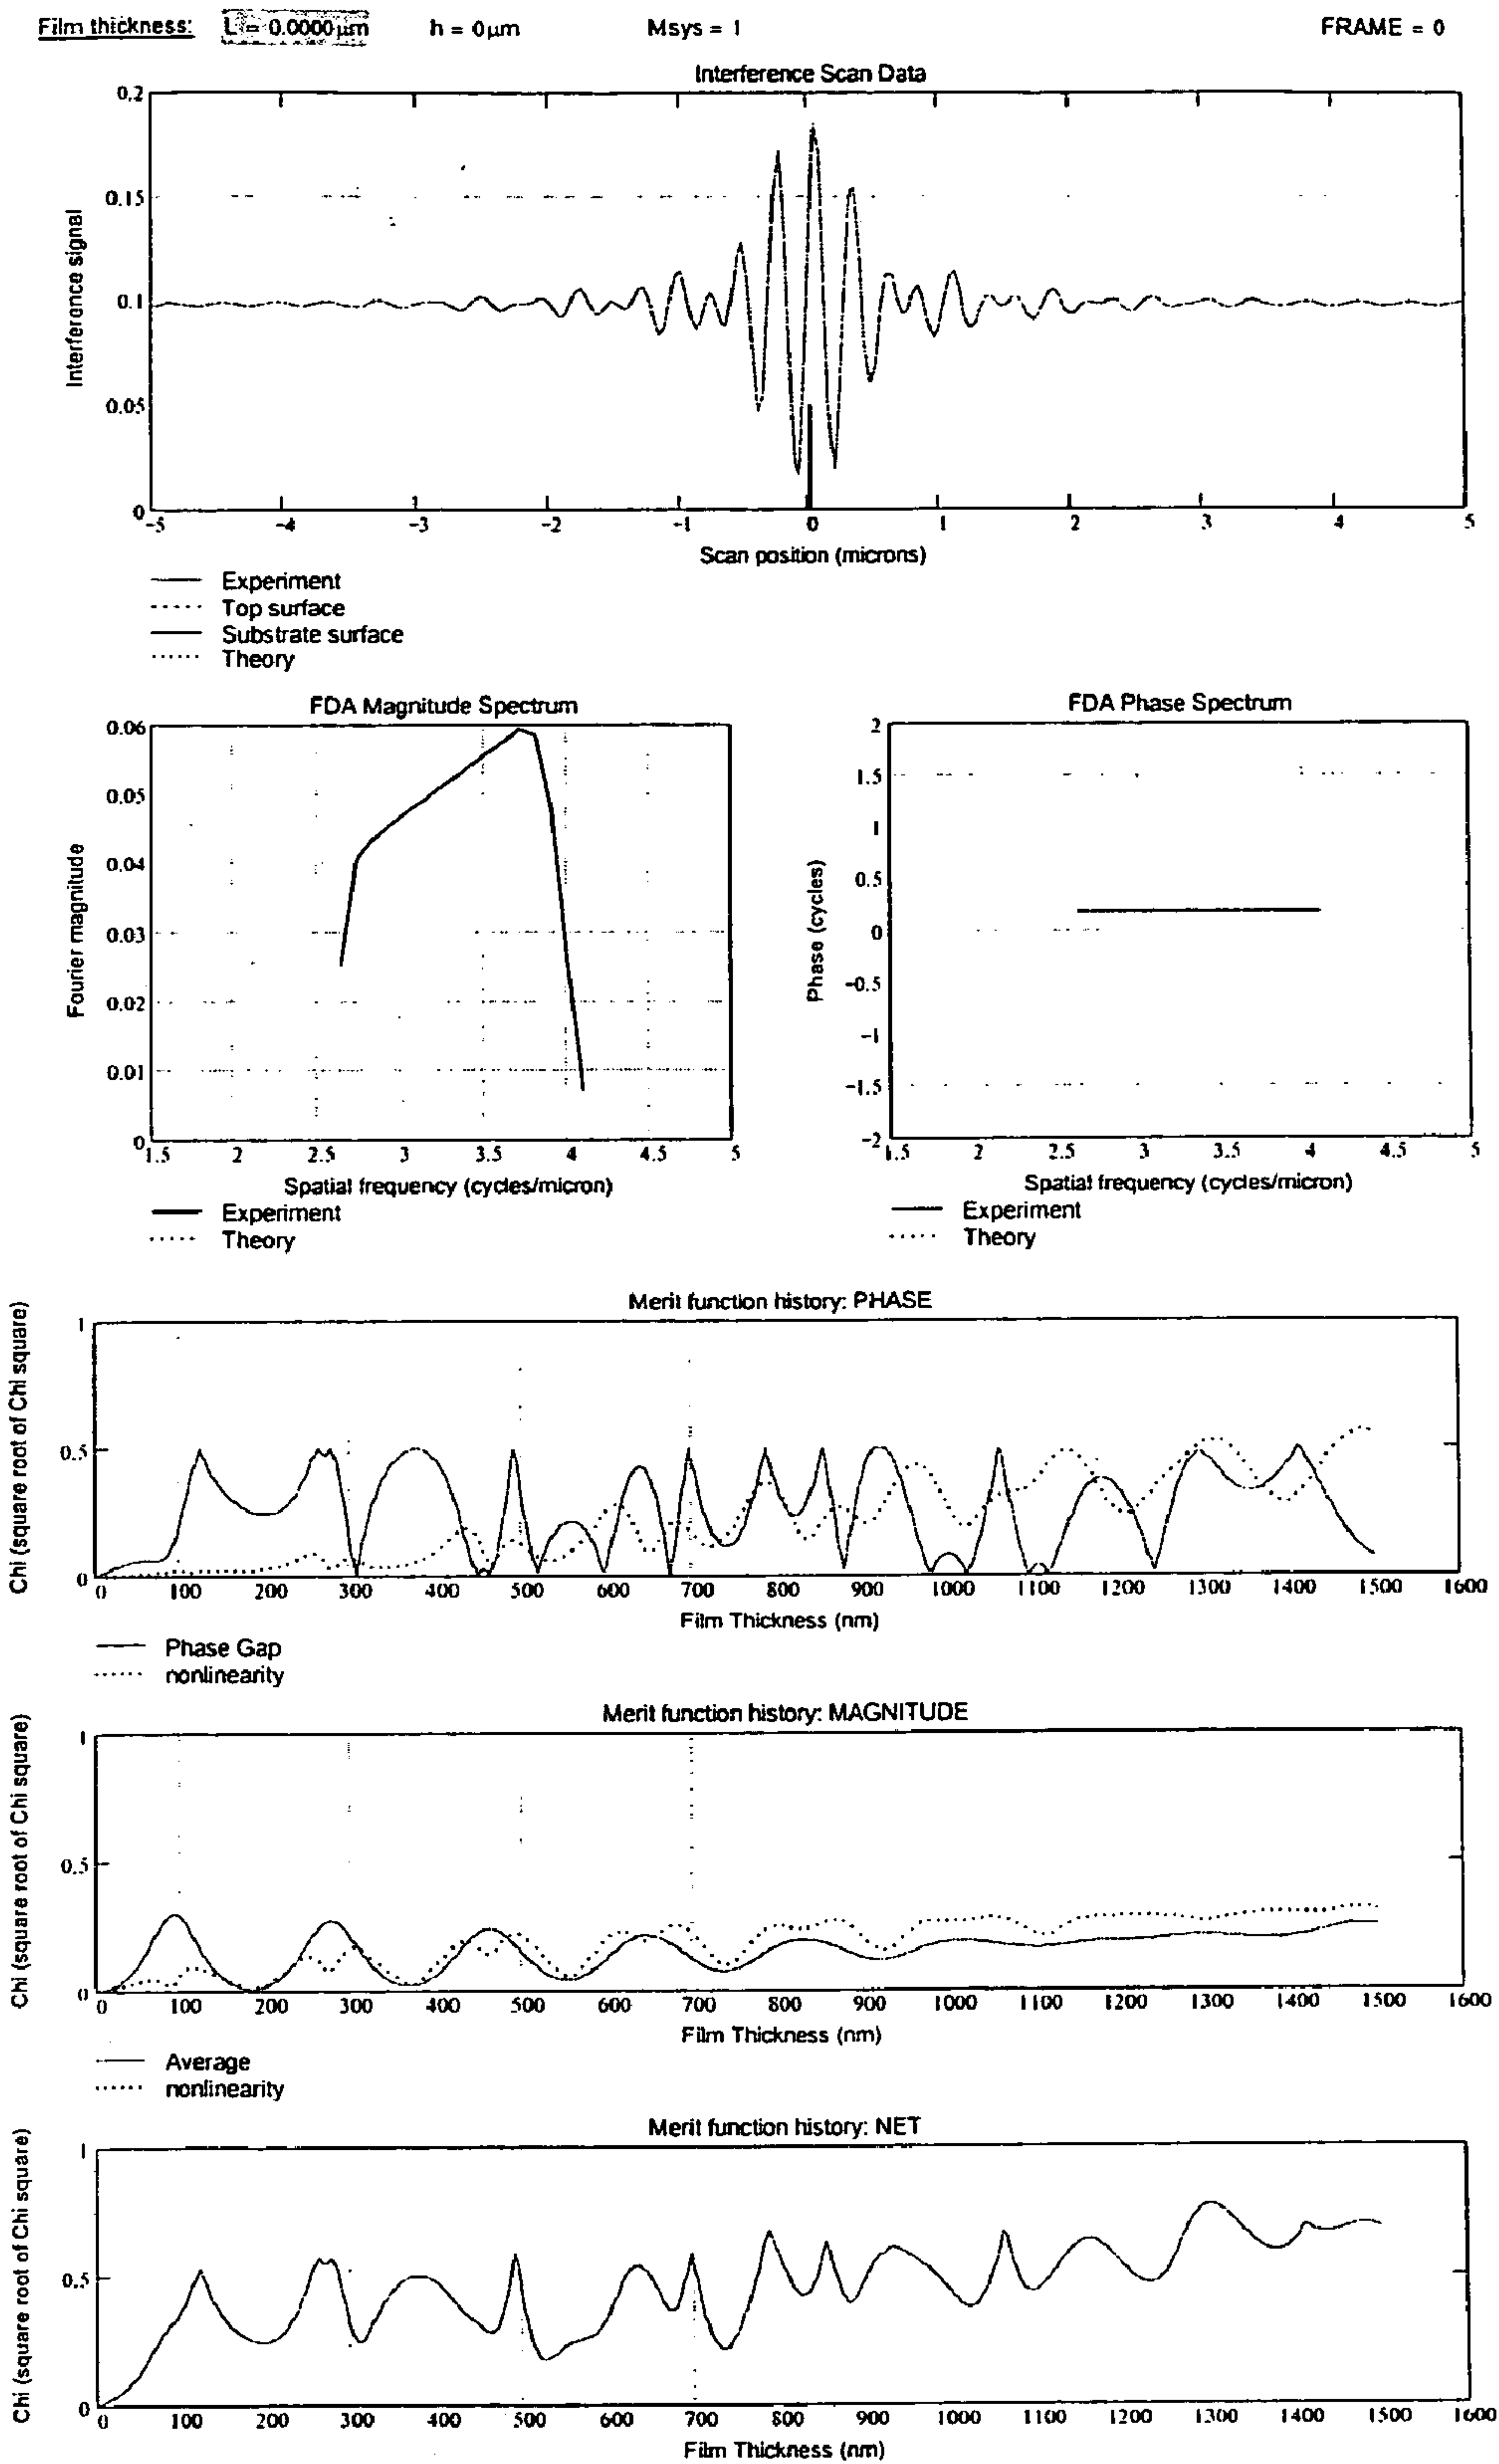 Film thickness: L = 0.0000μm h = 0μm Msys = 1 FRAME = 0
Interference Scan Data
0.2
0.15
0.1
0.05
0
Interference signal
-5 -4 -3 -2 -1 0 1 2 3 4 5
Scan position (microns)
Experiment
Top surface
Substrate surface
Theory
FDA Magnitude Spectrum
0.06
0.05
0.04
0.03
0.02
0.01
0
Fourier magnitude
1.5 2 2.5 3 3.5 4 4.5 5
Spatial frequency (cycles/micron)
Experiment
Theory
FDA Phase Spectrum
2
1.5
1
0.5
0
-0.5
-1
-1.5
-2
Phase (cycles)
1.5 2 2.5 3 3.5 4 4.5 5
Spatial frequency (cycles/micron)
Experiment
Theory
Merit function history: PHASE
1
0.5
0
Chi (square root of Chi square)
0 100 200 300 400 500 600 700 800 900 1000 1100 1200 1300 1400 1500 1600
Film Thickness (nm)
Phase Gap
nonlinearity
Merit function history: MAGNITUDE
1
0.5
0
Chi (square root of Chi square)
0 100 200 300 400 500 600 700 800 900 1000 1100 1200 1300 1400 1500 1600
Film Thickness (nm)
Average
nonlinearity
Merit function history: NET
1
0.5
0
Chi (square root of Chi square)
0 100 200 300 400 500 600 700 800 900 1000 1100 1200 1300 1400 1500 1600
Film Thickness (nm)